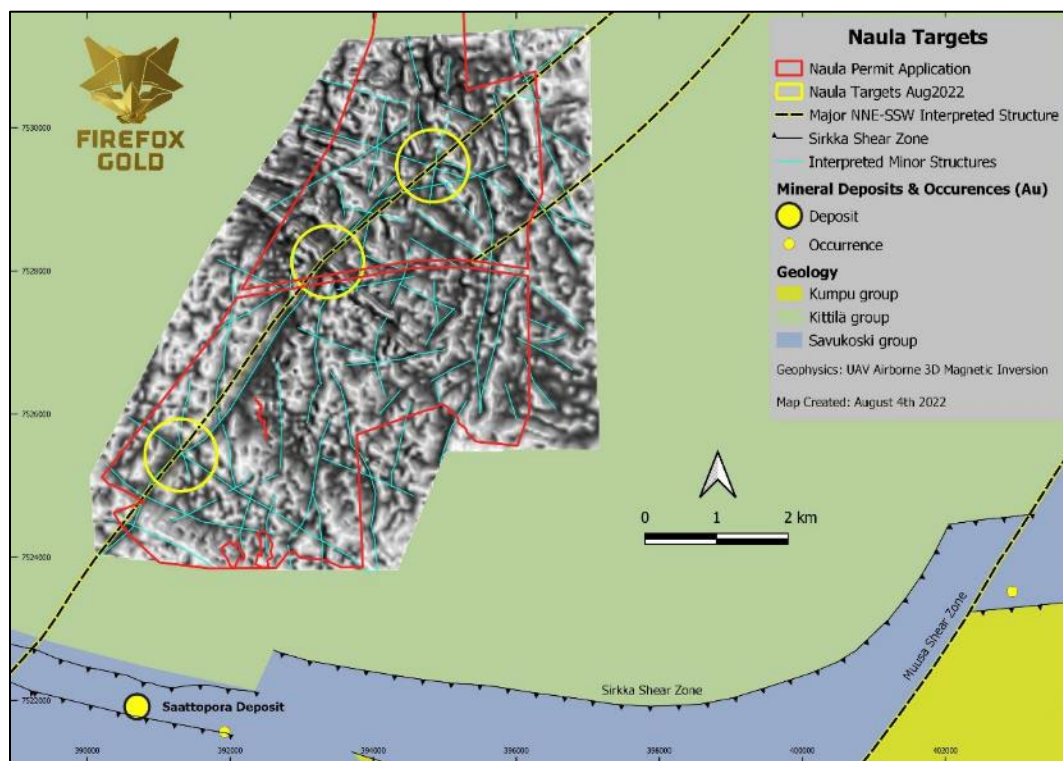 FIREFOX
GOLD
Naula Targets
Naula Permit Application
Naula Targets Aug2022
Major NNE-SSW Interpreted Structure
Sirkka Shear Zone
Interpreted Minor Structures
Mineral Deposits & Occurences (Au)
Deposit
Occurrence
Geology
Kumpu group
Kittilä group
Savukoski group
Geophysics: UAV Airborne 3D Magnetic Inversion
Map Created: August 4th 2022
7530000
7528000
7526000
7524000
7522000
0 1 2 km
Muusa Shear Zone
Sirkka Shear Zone
Saattopora Deposit
390000 392000 394000 396000 398000 400000 402000